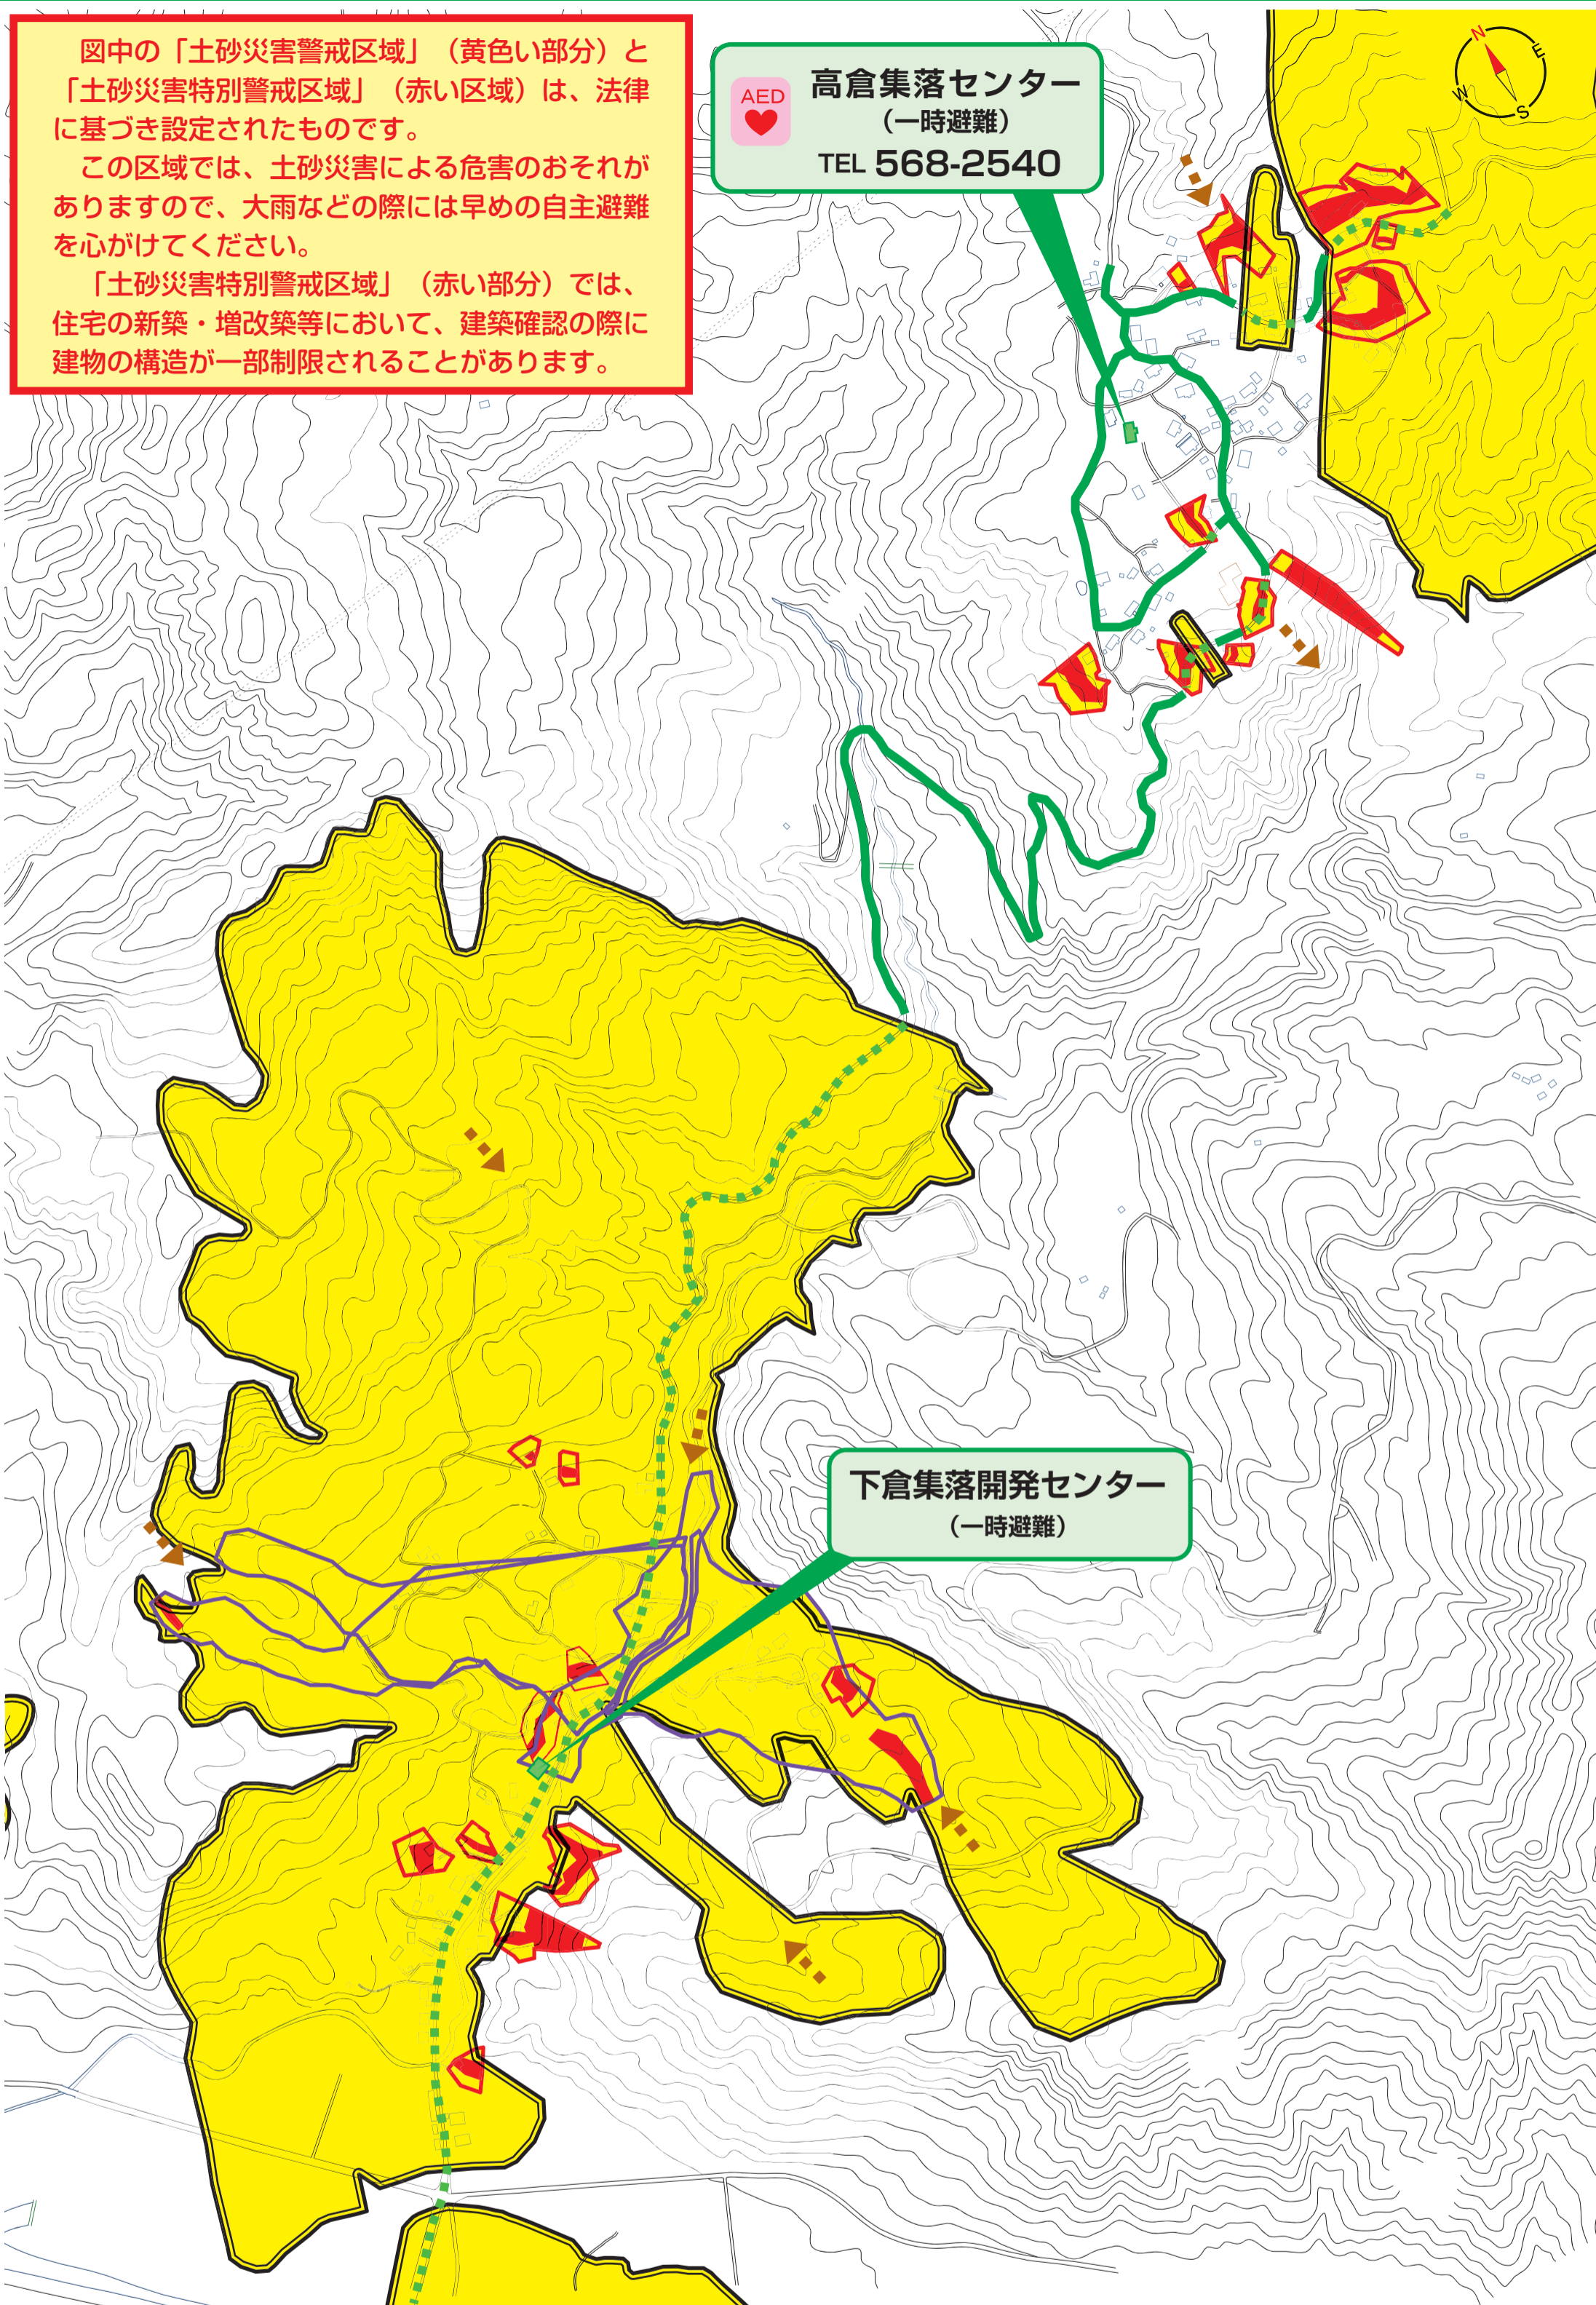 図中の「土砂災害警戒区域」（黄色い部分）と
「土砂災害特別警戒区域」（赤い区域）は、法律
に基づき設定されたものです。
この区域では、土砂災害による危害のおそれが
ありますので、大雨などの際には早めの自主避難
を心がけてください。
「土砂災害特別警戒区域」（赤い部分）では、
住宅の新築・増改築等において、建築確認の際に
建物の構造が一部制限されることがあります。
AED
高倉集落センター
（一時避難）
TEL 568-2540
N
E
W
S
下倉集落開発センター
（一時避難）